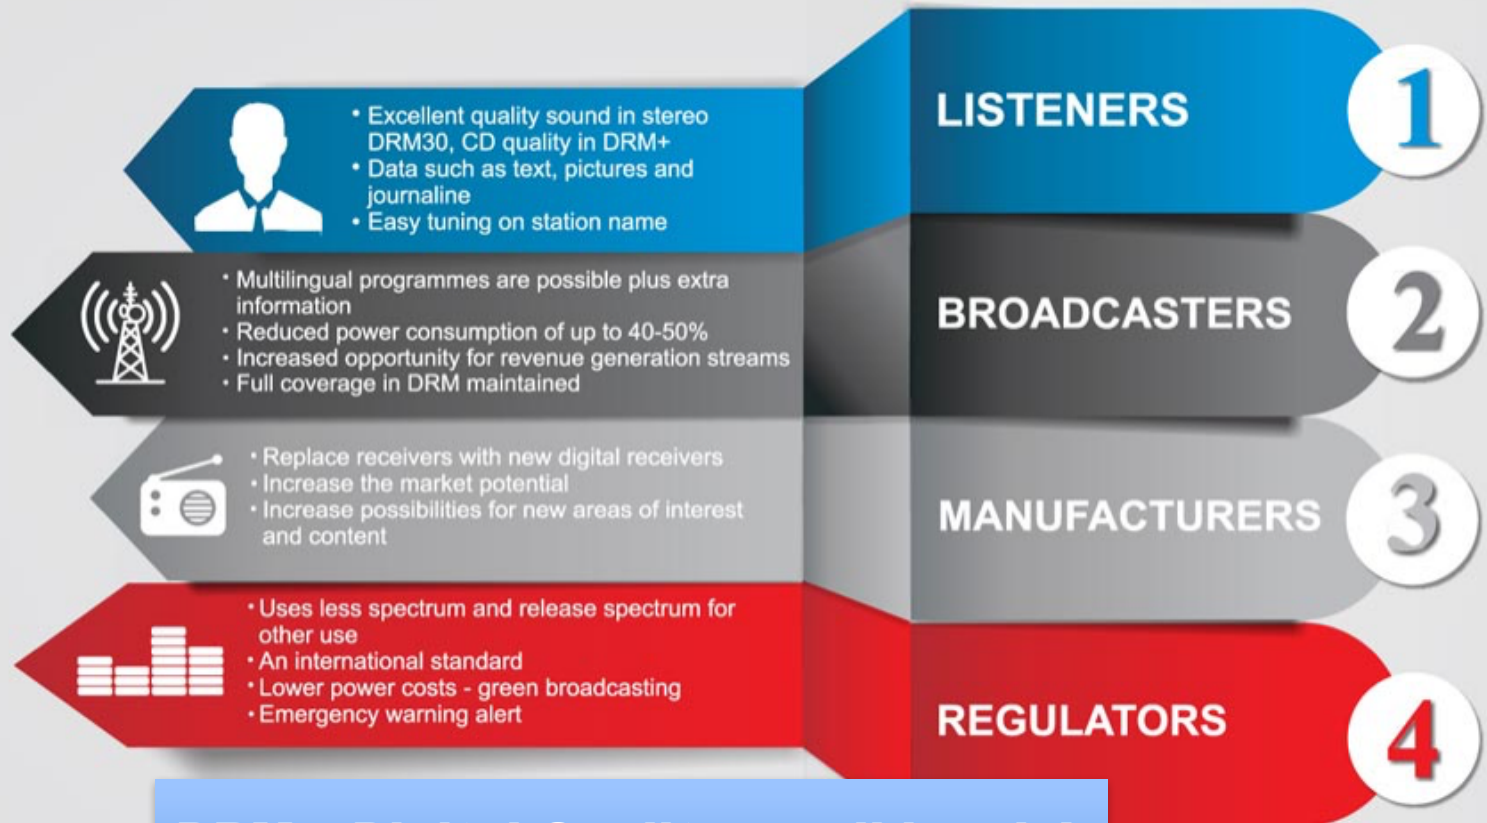 LISTENERS
1
• Excellent quality sound in stereo
DRM30, CD quality in DRM+
• Data such as text, pictures and
journaline
• Easy tuning on station name
BROADCASTERS
2
• Multilingual programmes are possible plus extra
information
• Reduced power consumption of up to 40-50%
• Increased opportunity for revenue generation streams
• Full coverage in DRM maintained
MANUFACTURERS
3
• Replace receivers with new digital receivers
• Increase the market potential
• Increase possibilities for new areas of interest
and content
REGULATORS
4
• Uses less spectrum and release spectrum for
other use
• An international standard
• Lower power costs - green broadcasting
• Emergency warning alert